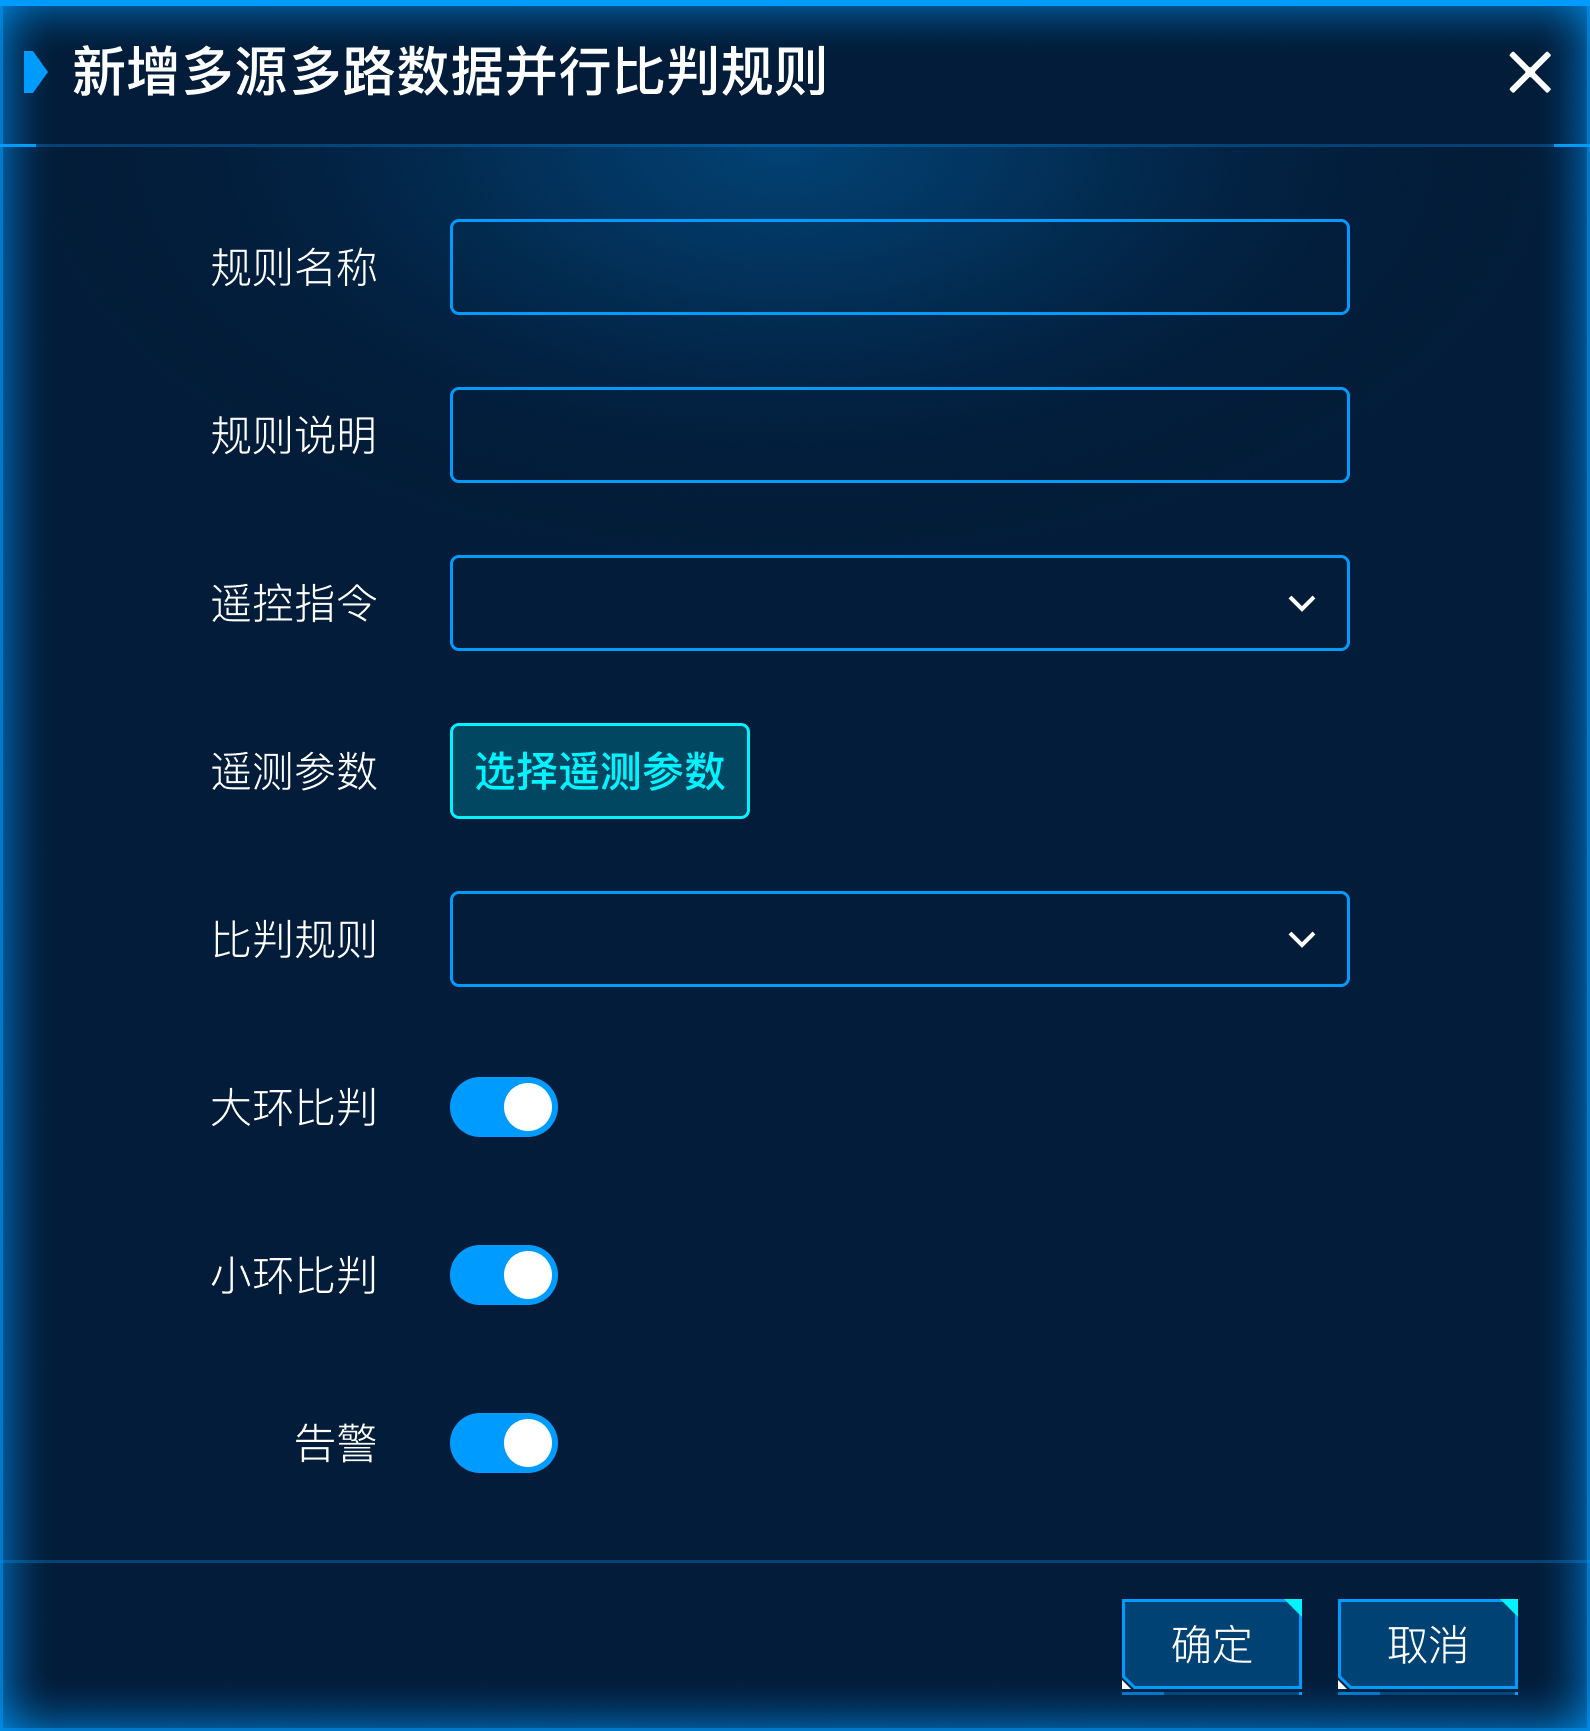 新增多源多路数据并行比判规则
规则名称
规则说明
遥控指令
遥测参数 选择遥测参数
比判规则
大环比判
小环比判
告警
确定 取消